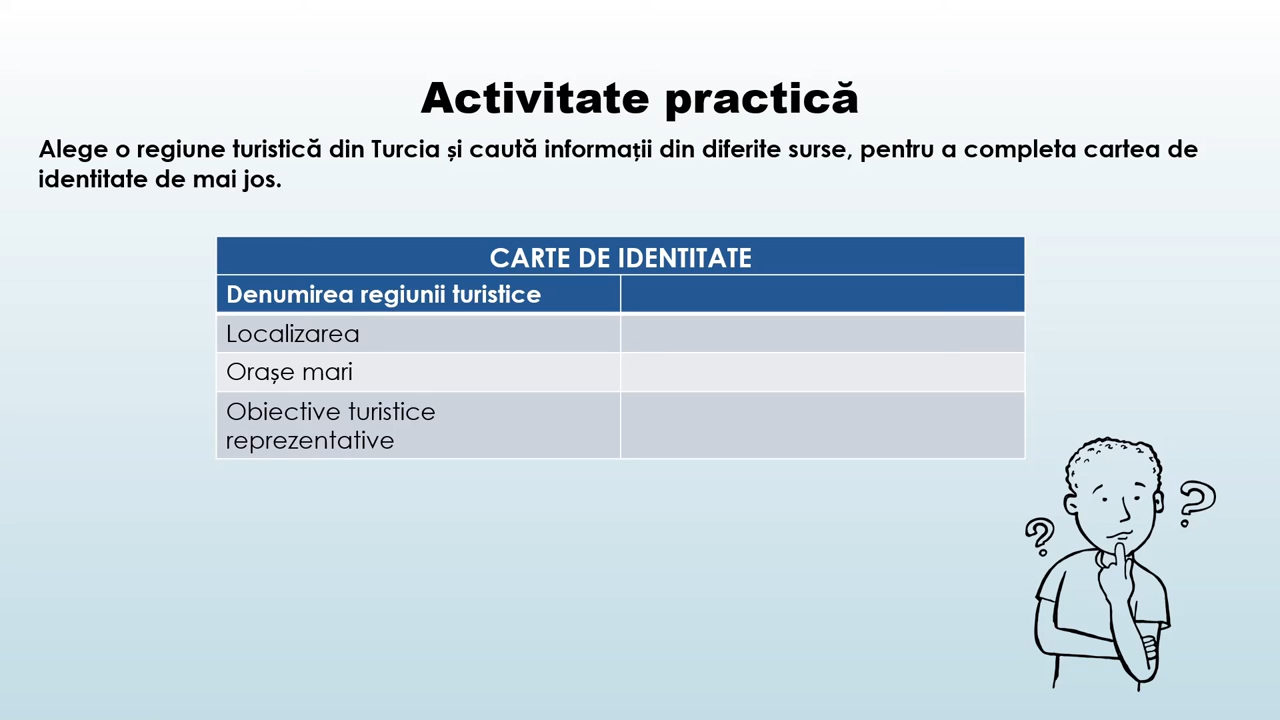 Activitate practică
Alege o regiune turistică din Turcia și caută informații din diferite surse, pentru a completa cartea de
identitate de mai jos.
CARTE DE IDENTITATE
Denumirea regiunii turistice
Localizarea
Orașe mari
Obiective turistice
reprezentative
? ?